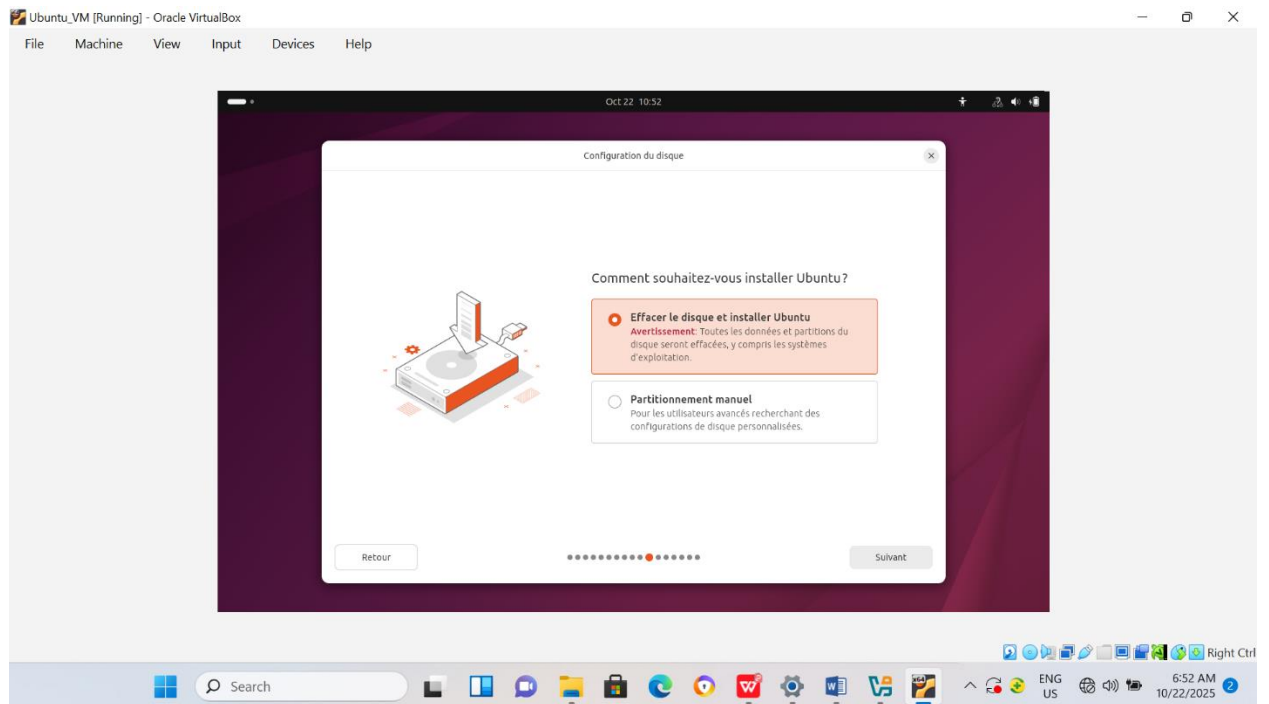 Ubuntu_VM [Running] - Oracle VirtualBox
File Machine View Input Devices Help
Oct 22 10:52
Configuration du disque
Comment souhaitez-vous installer Ubuntu?
Effacer le disque et installer Ubuntu
Avertissement: Toutes les données et partitions du
disque seront effacées, y compris les systèmes
d'exploitation.
Partitionnement manuel
Pour les utilisateurs avancés recherchant des
configurations de disque personnalisées.
Retour
Suivant
Right Ctrl
Search
ENG
US
6:52 AM
10/22/2025
2